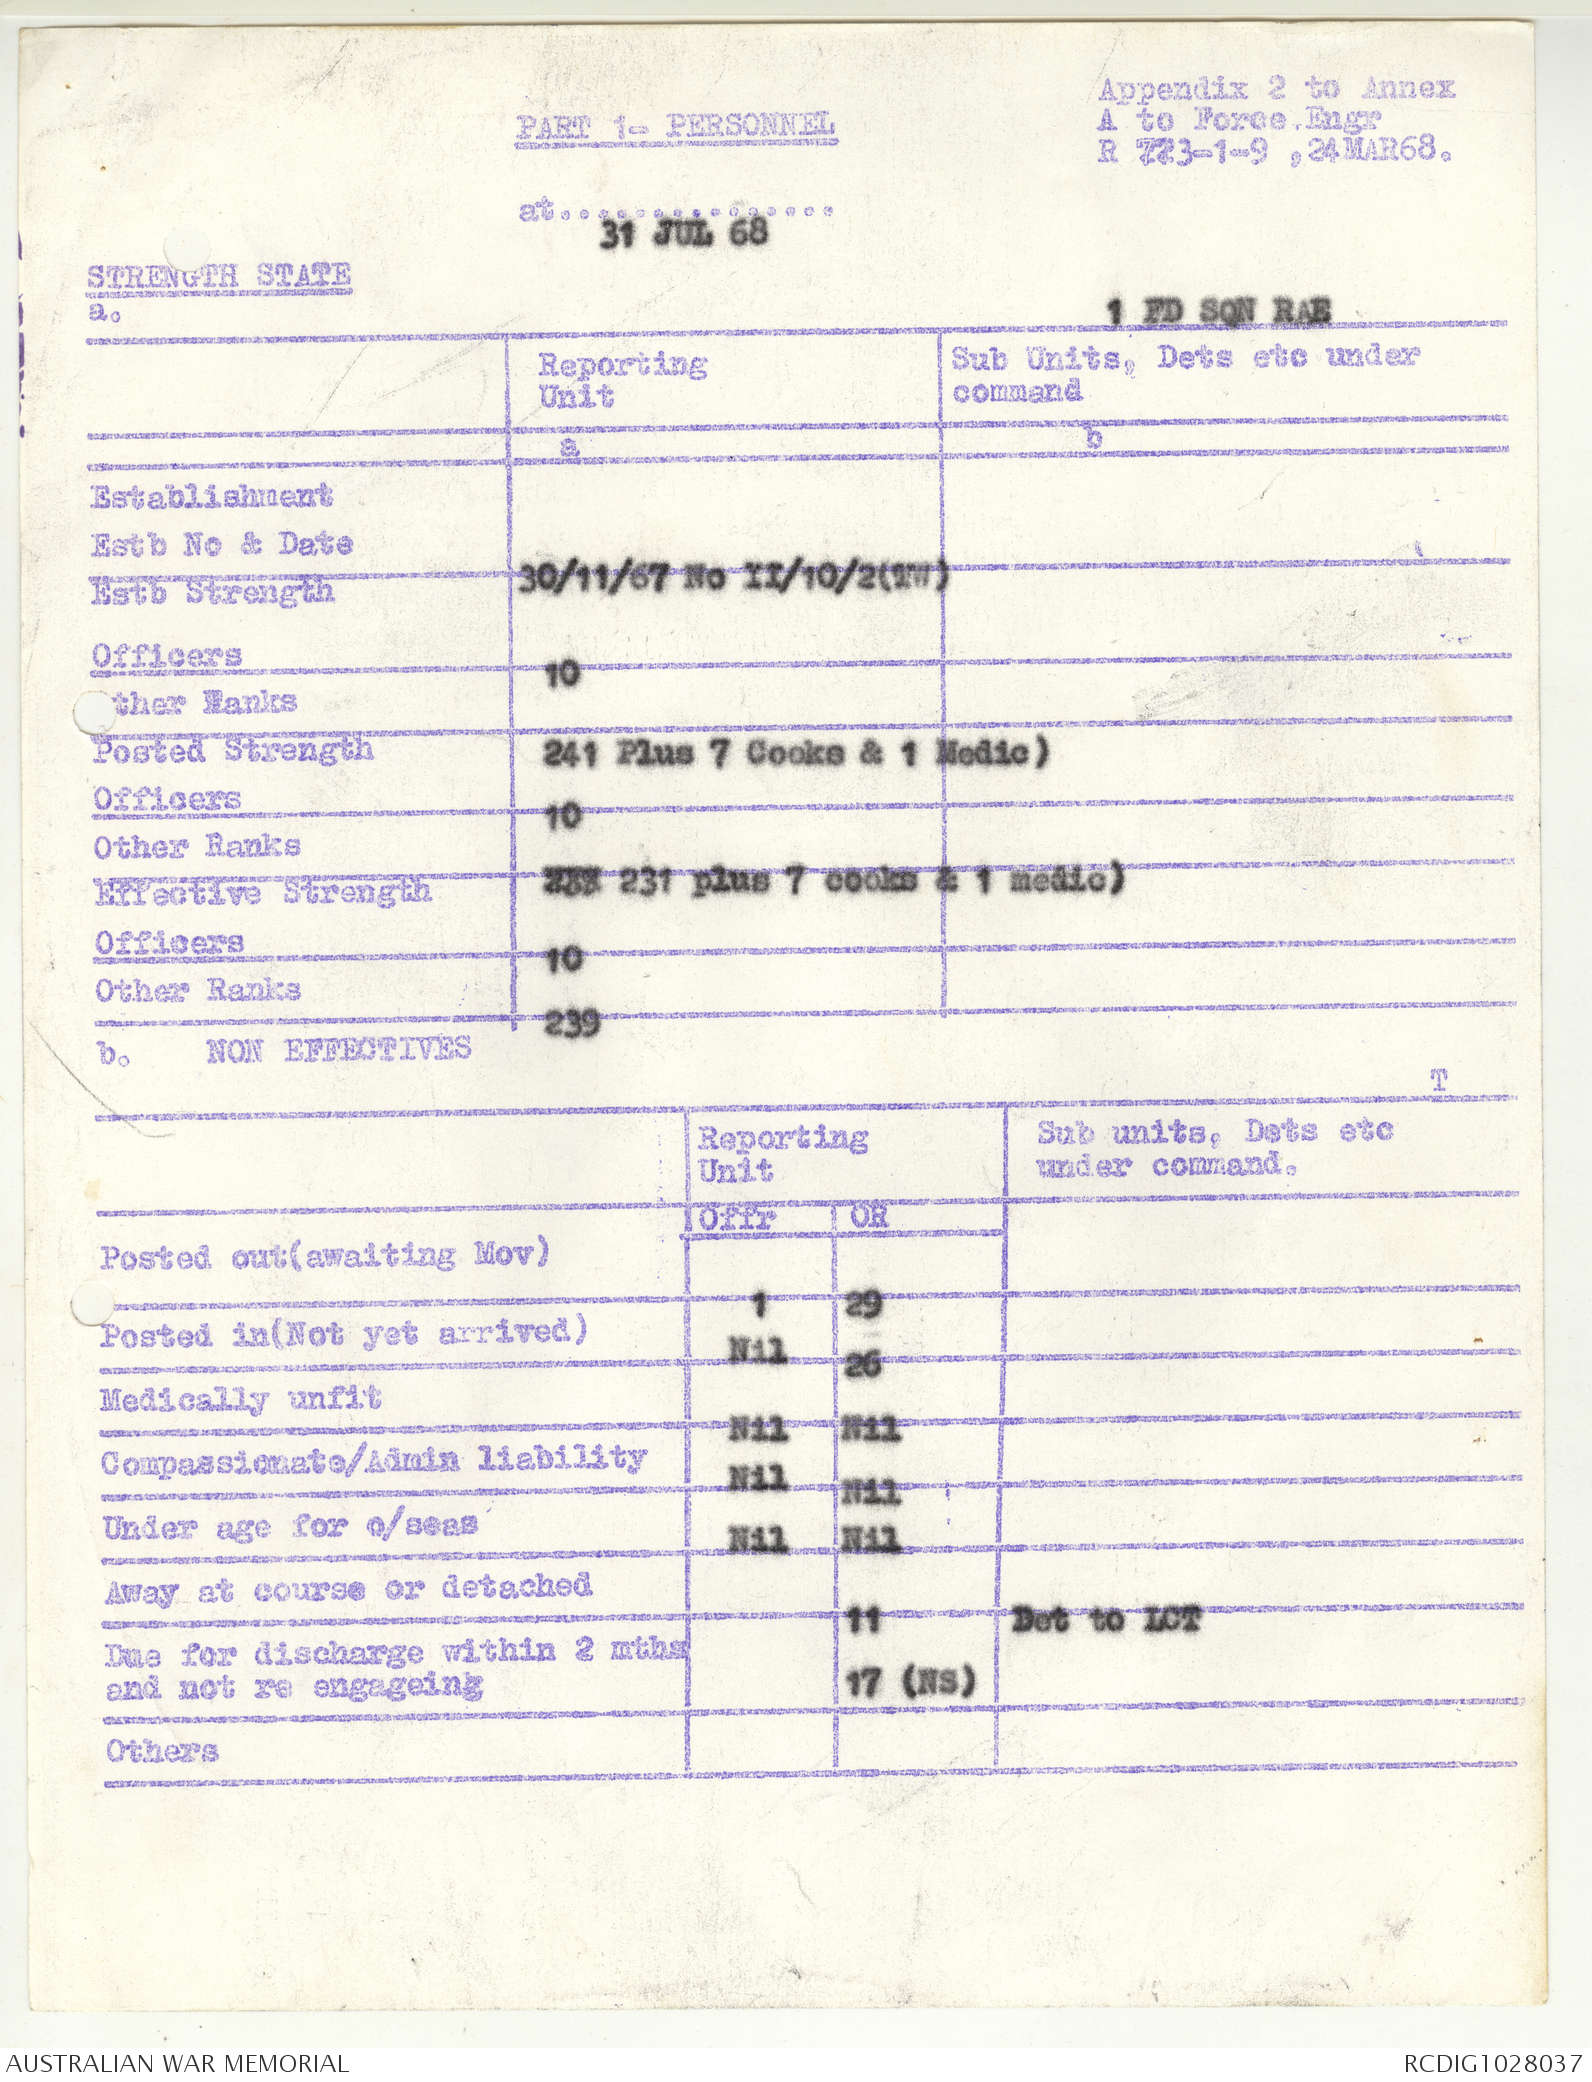 Appendix 2 to Annex
A to Force Engr
R 723-1-9 ,24MAR68.
PART 1- PERSONNEL
at................
31 JUL 68
STRENGTH STATE
a.
1 FD SQN RAE
Reporting Unit
Sub Units, Dets etc under command
a b
Establishment
Estb No & Date
30/11/67 No II/10/2(TW)
Estb Strength
Officers 10
ther Ranks
241 Plus 7 Cooks & 1 Medic)
Posted Strength
Officers 10
Other Ranks
231 plus 7 cooks & 1 medic)
Effective Strength
Officers 10
Other Ranks 239
b. NON EFFECTIVES
T
Reporting Unit
Sub units, Dets etc under command.
Offr OR
Posted out(awaiting Mov) 1 29
Posted in(Not yet arrived) Nil 26
Medically unfit Nil Nil
Compassionate/Admin liability Nil Nil
Under age for o/seas Nil Nil
Away at course or detached 11 Det to LCT
Due for discharge within 2 mths
and not re engageing 17 (NS)
Others
AUSTRALIAN WAR MEMORIAL RCDIG1028037